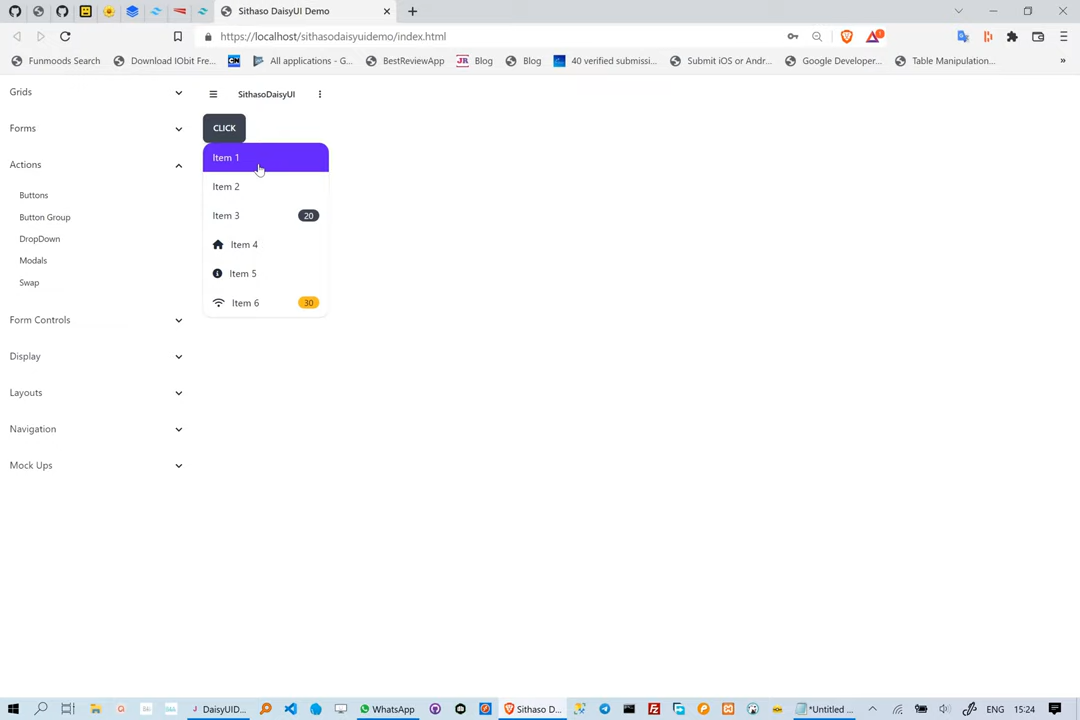 Sithaso DaisyUI Demo
https://localhost/sithasodaisyuidemo/index.html
Funmoods Search
Download IObit Fre...
All applications - G...
BestReviewApp
JR
Blog
Blog
40 verified submissi...
Submit iOS or Andr...
Google Developer...
Table Manipulation...
»
Grids
Forms
Actions
Buttons
Button Group
DropDown
Modals
Swap
Form Controls
Display
Layouts
Navigation
Mock Ups
SithasoDaisyUI
CLICK
Item 1
Item 2
Item 3 20
Item 4
Item 5
Item 6 30
DaisyUID...
WhatsApp
Sithaso D...
*Untitled ...
ENG
15:24